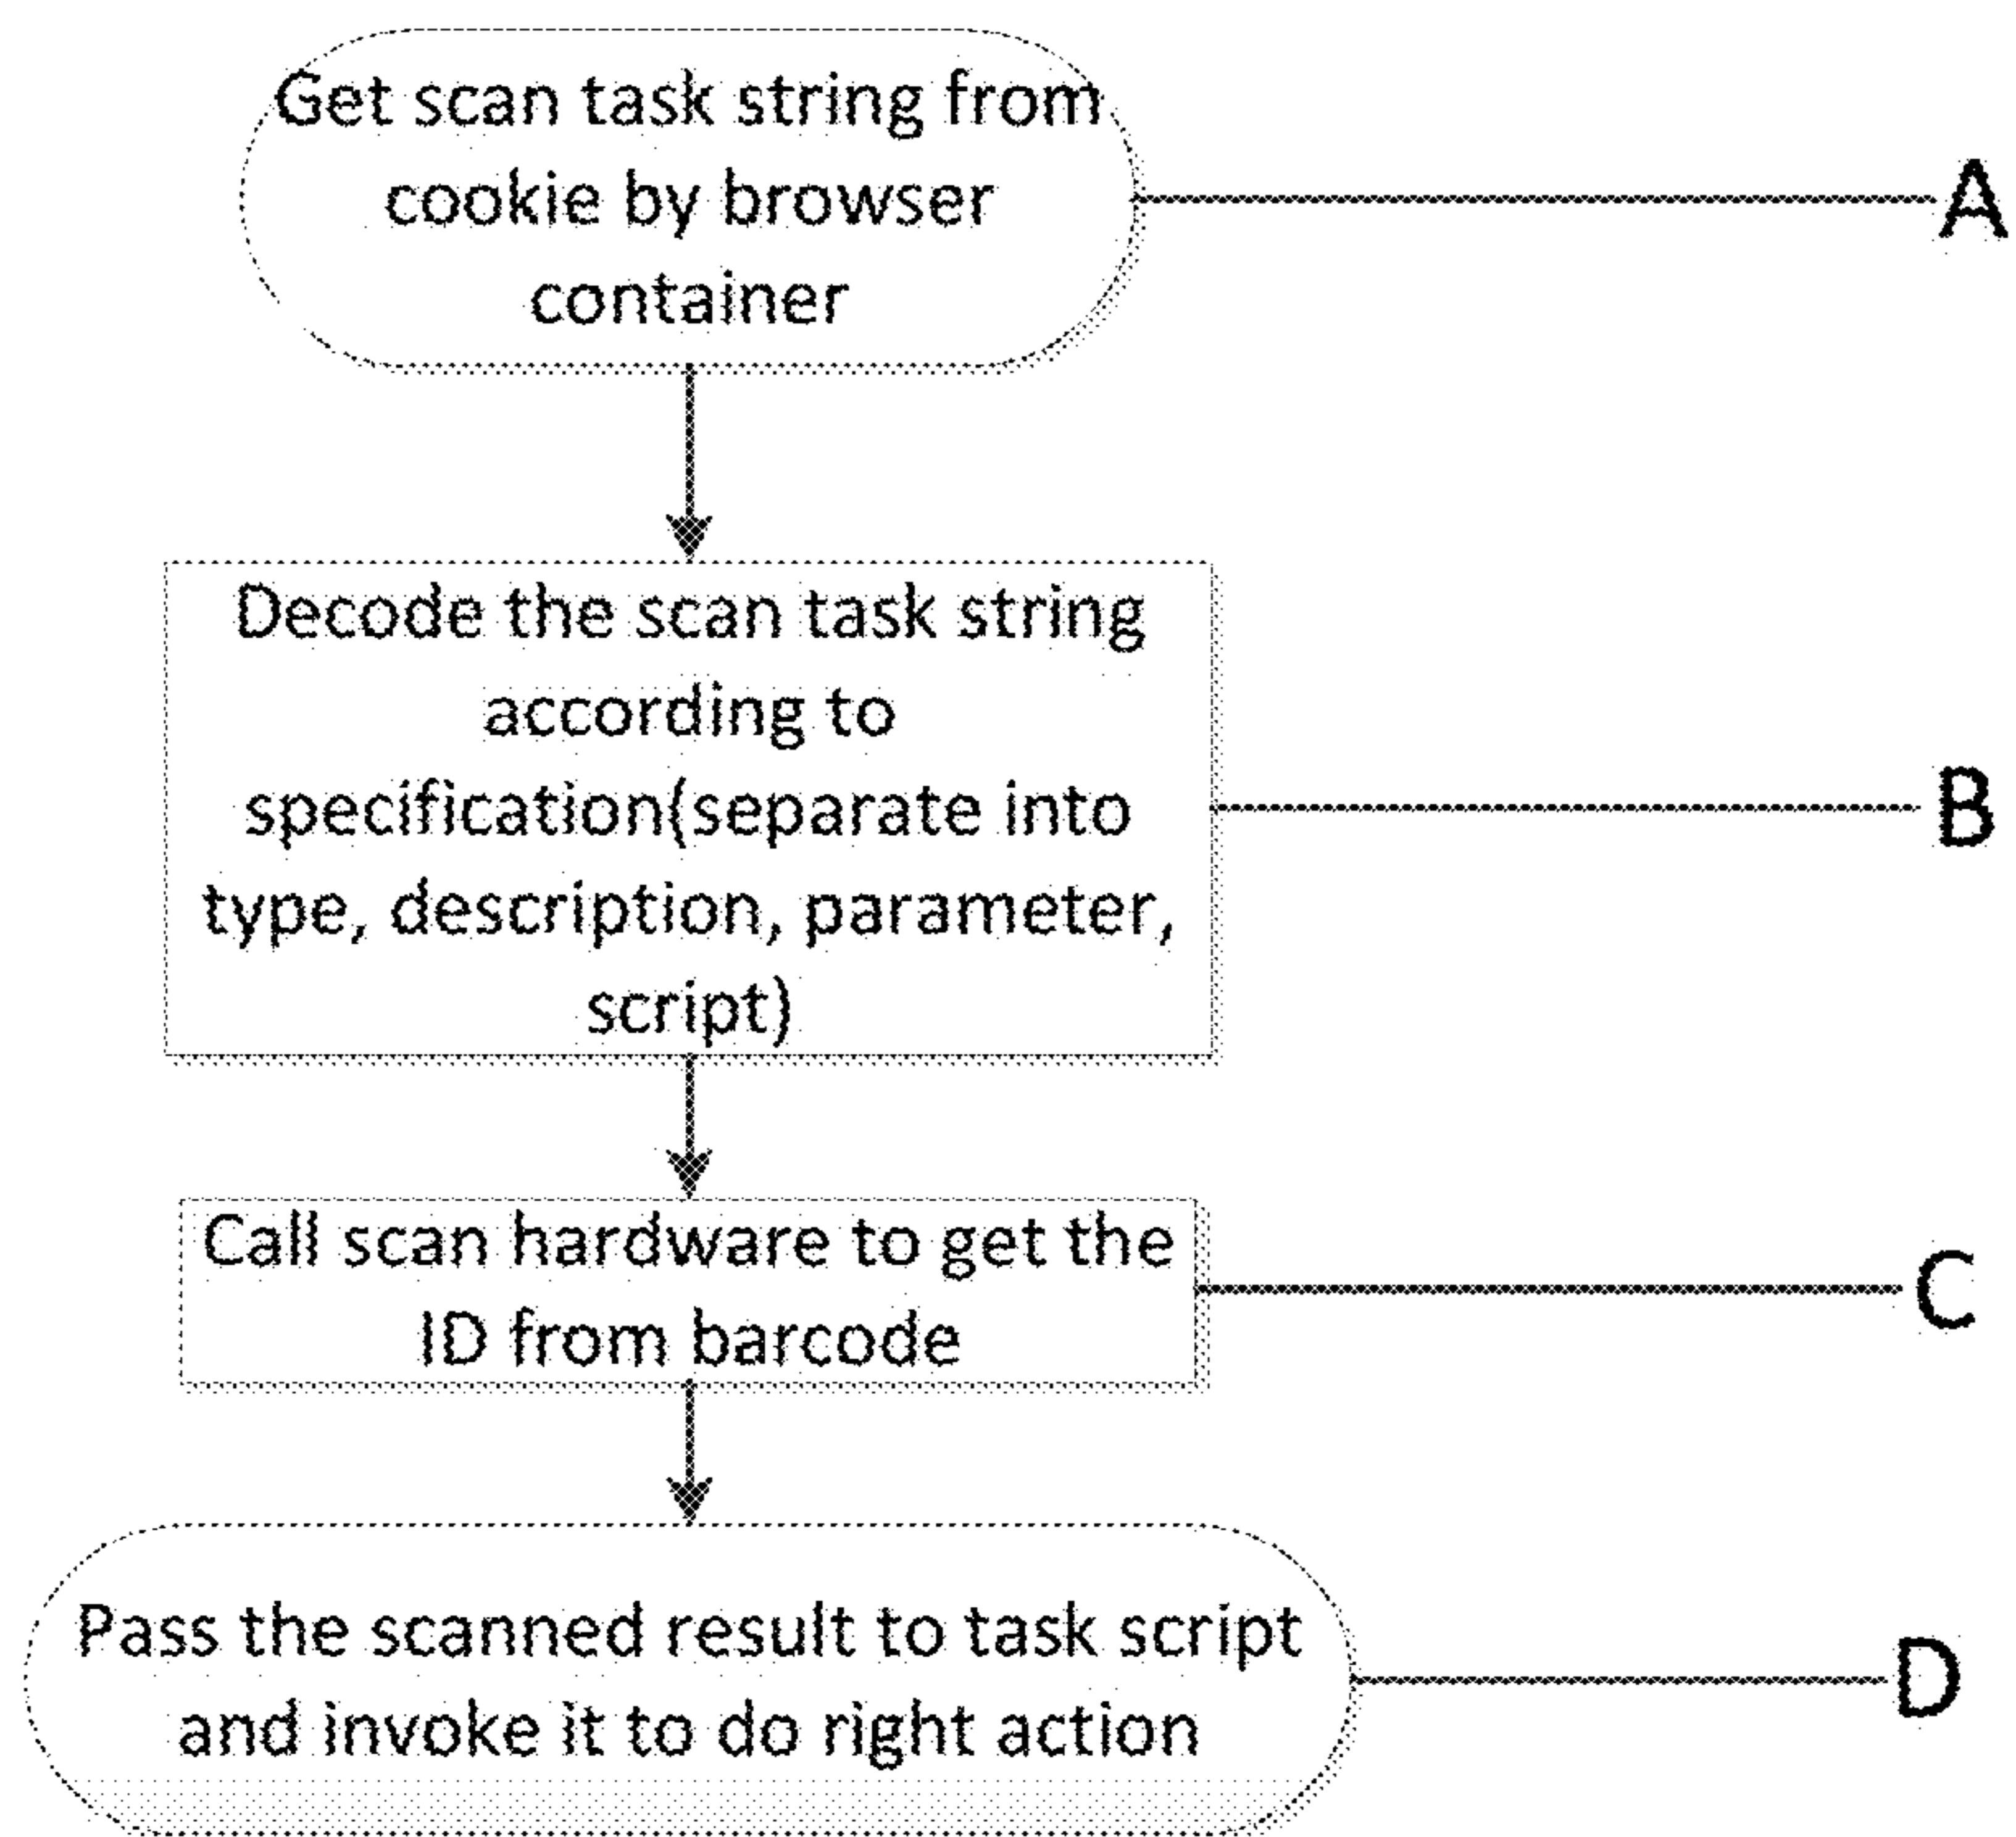 Get scan task string from
cookie by browser
container
A
Decode the scan task string
according to
specification(separate into
type, description, parameter,
script)
B
Call scan hardware to get the
ID from barcode
C
Pass the scanned result to task script
and invoke it to do right action
D